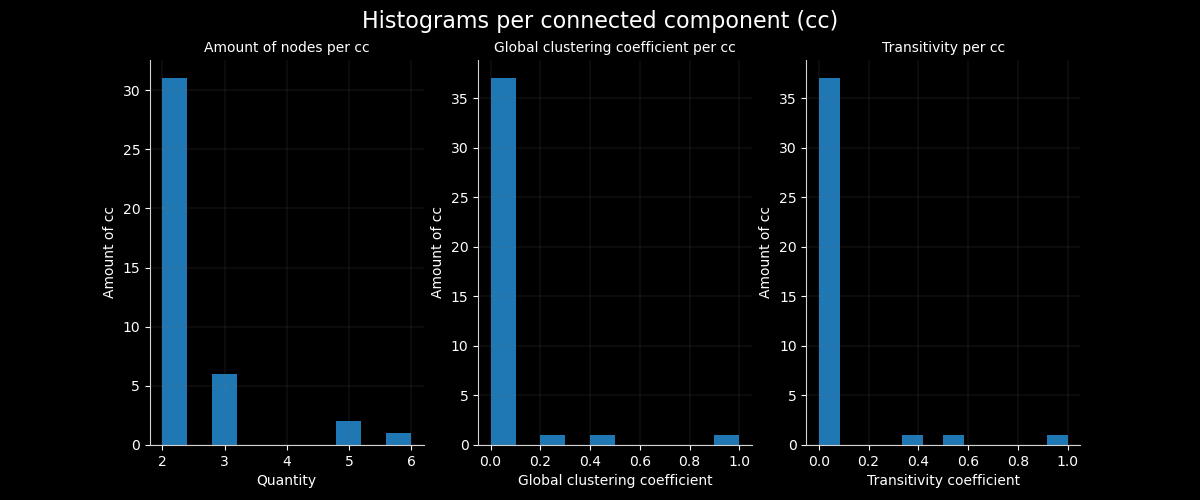 Histograms per connected component (cc)
Amount of nodes per cc
Amount of cc
30
25
20
15
10
5
0
2 3 4 5 6
Quantity
Global clustering coefficient per cc
Amount of cc
35
30
25
20
15
10
5
0
0.0 0.2 0.4 0.6 0.8 1.0
Global clustering coefficient
Transitivity per cc
Amount of cc
35
30
25
20
15
10
5
0
0.0 0.2 0.4 0.6 0.8 1.0
Transitivity coefficient